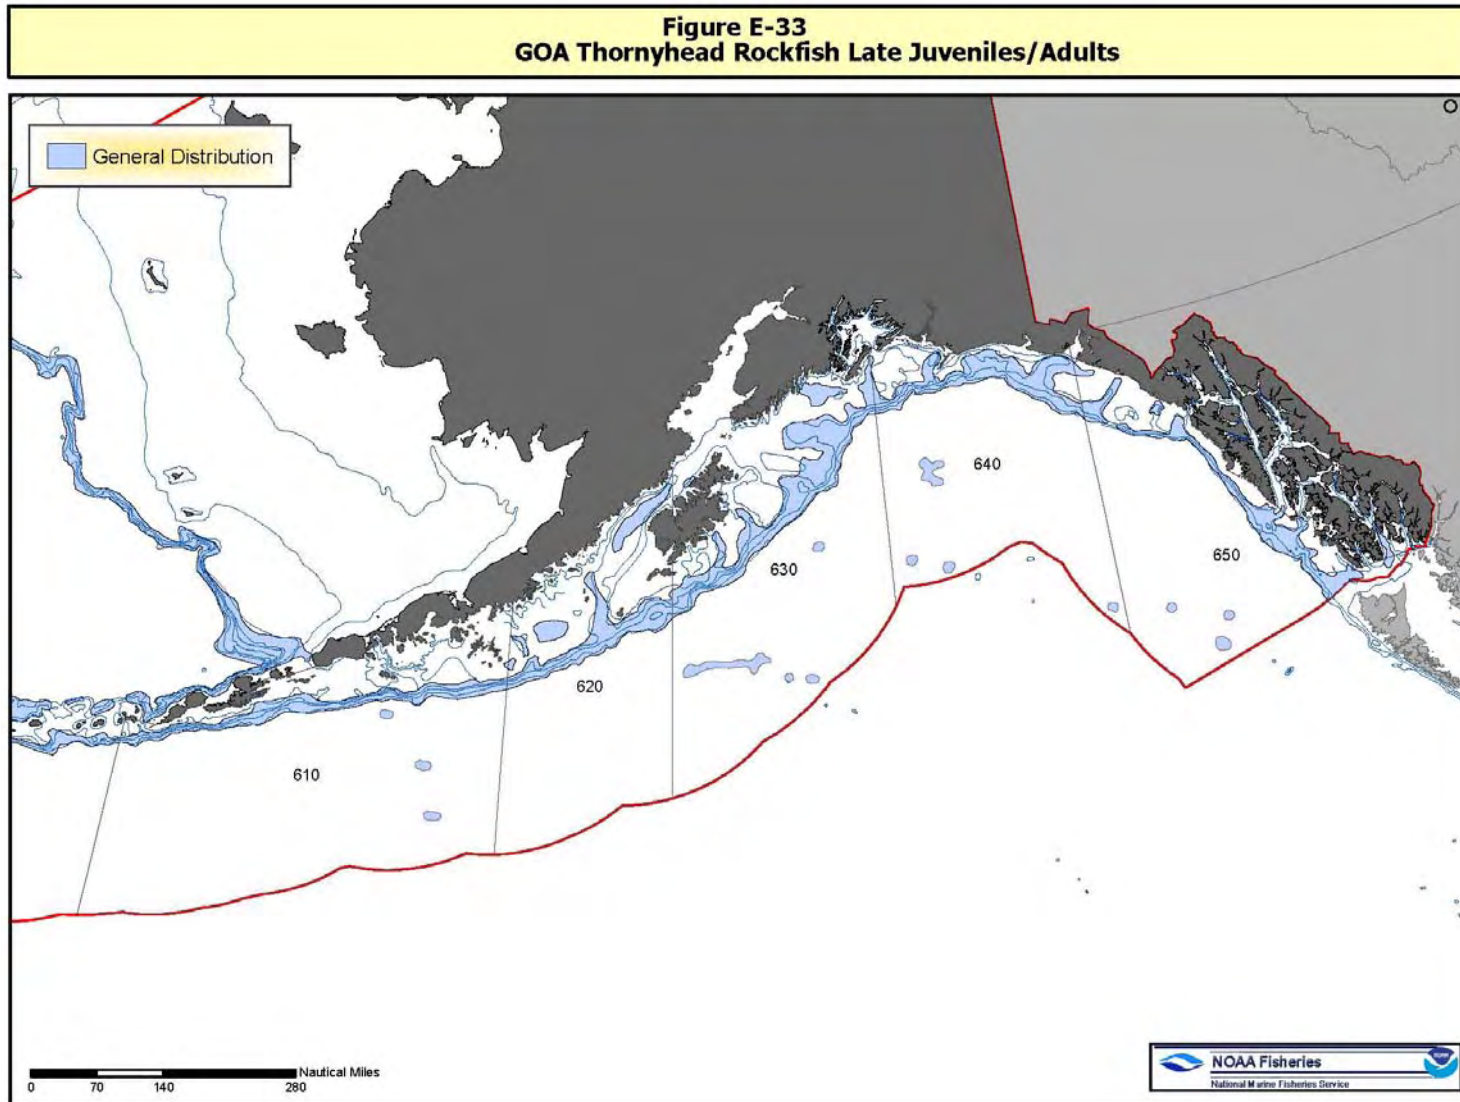 Figure E-33
GOA Thornyhead Rockfish Late Juveniles/Adults
General Distribution
640
650
630
620
610
Nautical Miles
0 70 140 280
NOAA Fisheries
National Marine Fisheries Service